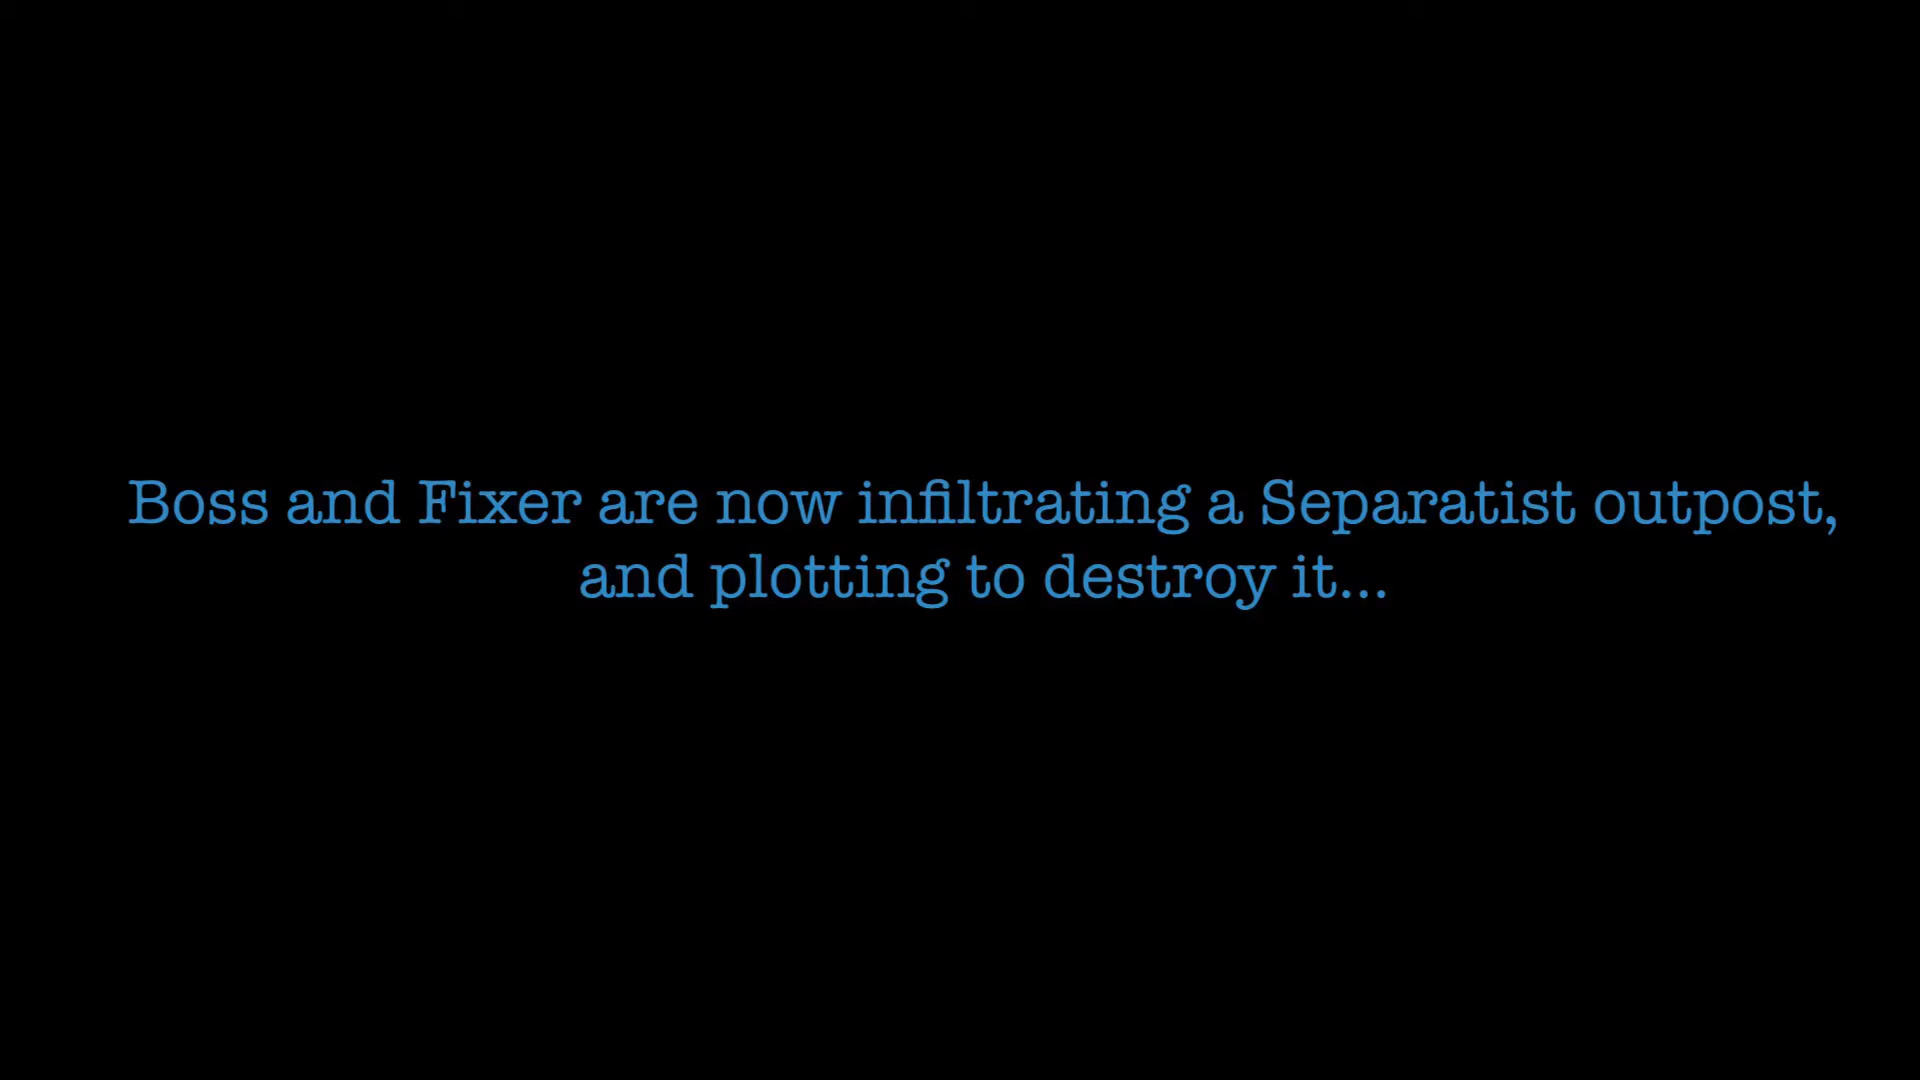 Boss and Fixer are now infiltrating a Separatist outpost,
and plotting to destroy it...